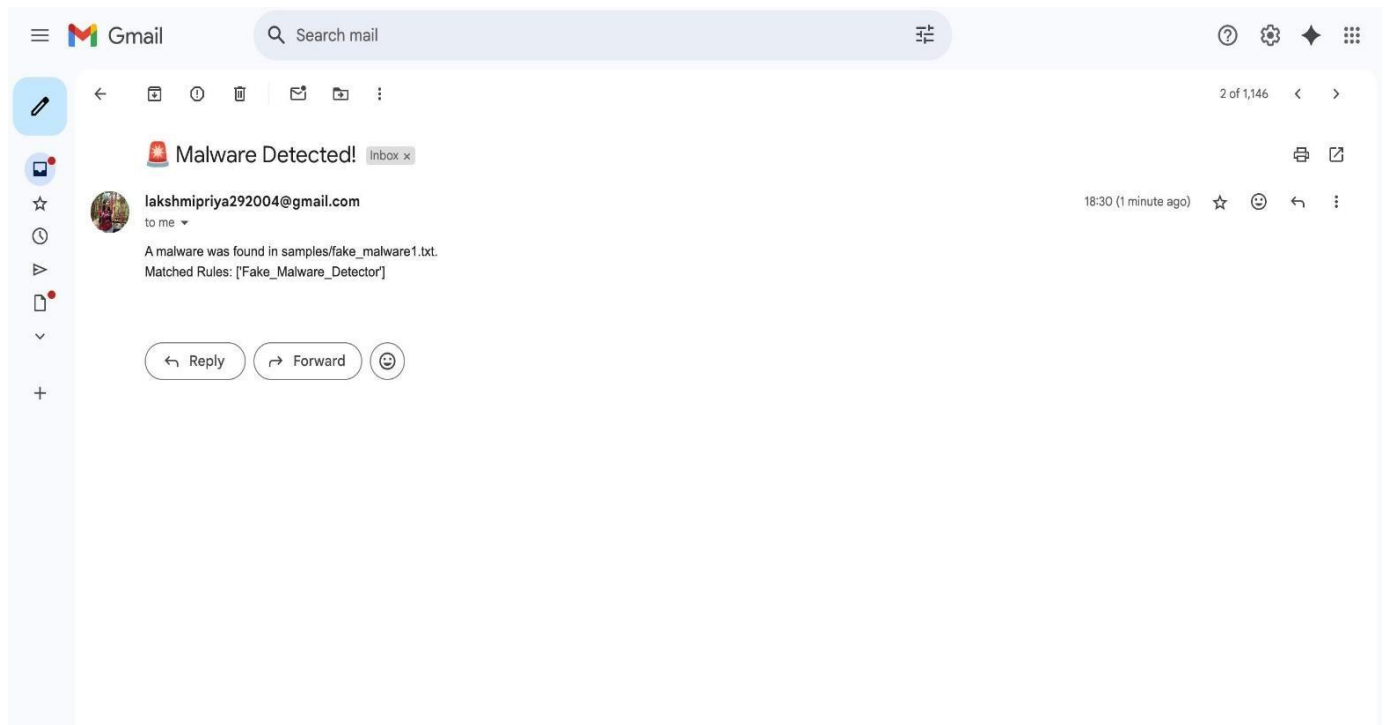 Gmail
Search mail
2 of 1,146
🚨 Malware Detected! Inbox x
lakshmipriya292004@gmail.com
18:30 (1 minute ago)
to me
A malware was found in samples/fake_malware1.txt.
Matched Rules: ['Fake_Malware_Detector']
Reply Forward